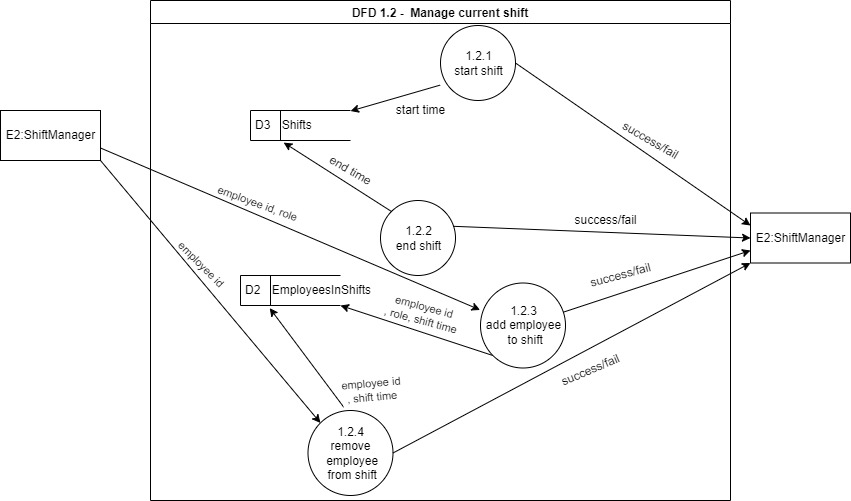 DFD 1.2 - Manage current shift
1.2.1
start shift
start time
success/fail
D3 Shifts
E2:ShiftManager
end time
employee id, role
1.2.2
end shift
success/fail
E2:ShiftManager
employee id
success/fail
D2 EmployeesInShifts
employee id
, role, shift time
1.2.3
add employee
to shift
employee id
, shift time
success/fail
1.2.4
remove
employee
from shift